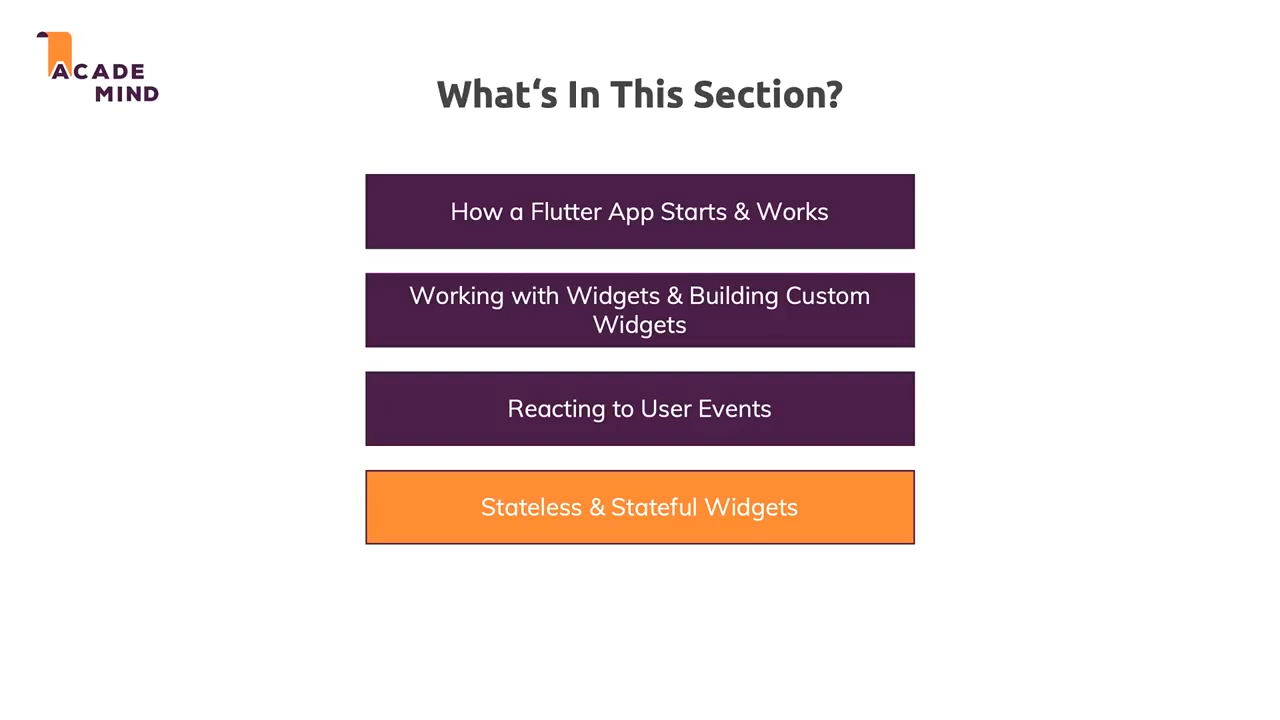 ACADE
MIND
What‘s In This Section?
How a Flutter App Starts & Works
Working with Widgets & Building Custom
Widgets
Reacting to User Events
Stateless & Stateful Widgets